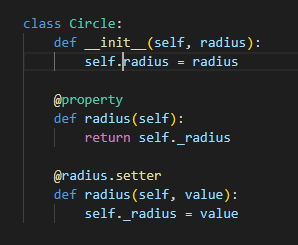 class Circle:
    def __init__(self, radius):
        self.radius = radius
    @property
    def radius(self):
        return self._radius
    @radius.setter
    def radius(self, value):
        self._radius = value